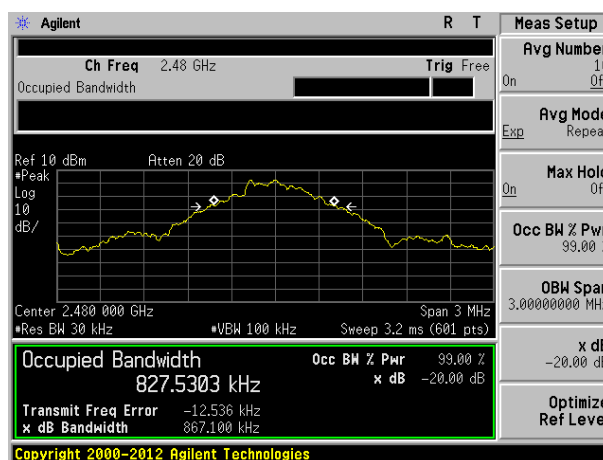 Agilent R T
Ch Freq 2.48 GHz Trig Free
Occupied Bandwidth
Ref 10 dBm Atten 20 dB
#Peak
Log
10
dB/
Center 2.480 000 GHz Span 3 MHz
#Res BW 30 kHz #VBW 100 kHz Sweep 3.2 ms (601 pts)
Occupied Bandwidth Occ BW % Pwr 99.00 %
827.5303 kHz x dB -20.00 dB
Transmit Freq Error -12.536 kHz
x dB Bandwidth 867.100 kHz
Copyright 2000-2012 Agilent Technologies
Meas Setup
Avg Number
10
On Of
Avg Mode
Exp Repea
Max Hold
On Of
Occ BW % Pwr
99.00
OBW Span
3.00000000 MH
x dB
-20.00 dB
Optimize
Ref Level